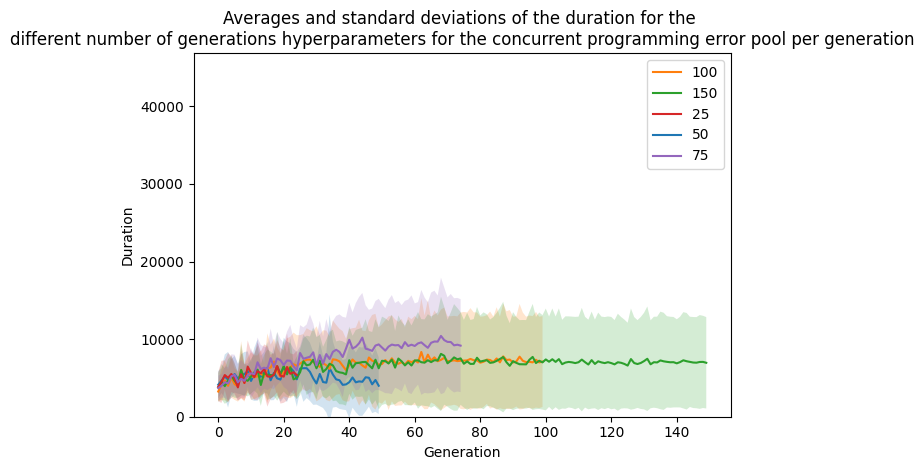 Averages and standard deviations of the duration for the
different number of generations hyperparameters for the concurrent programming error pool per generation
100
150
25
50
75
40000
30000
20000
10000
0
Duration
0 20 40 60 80 100 120 140
Generation